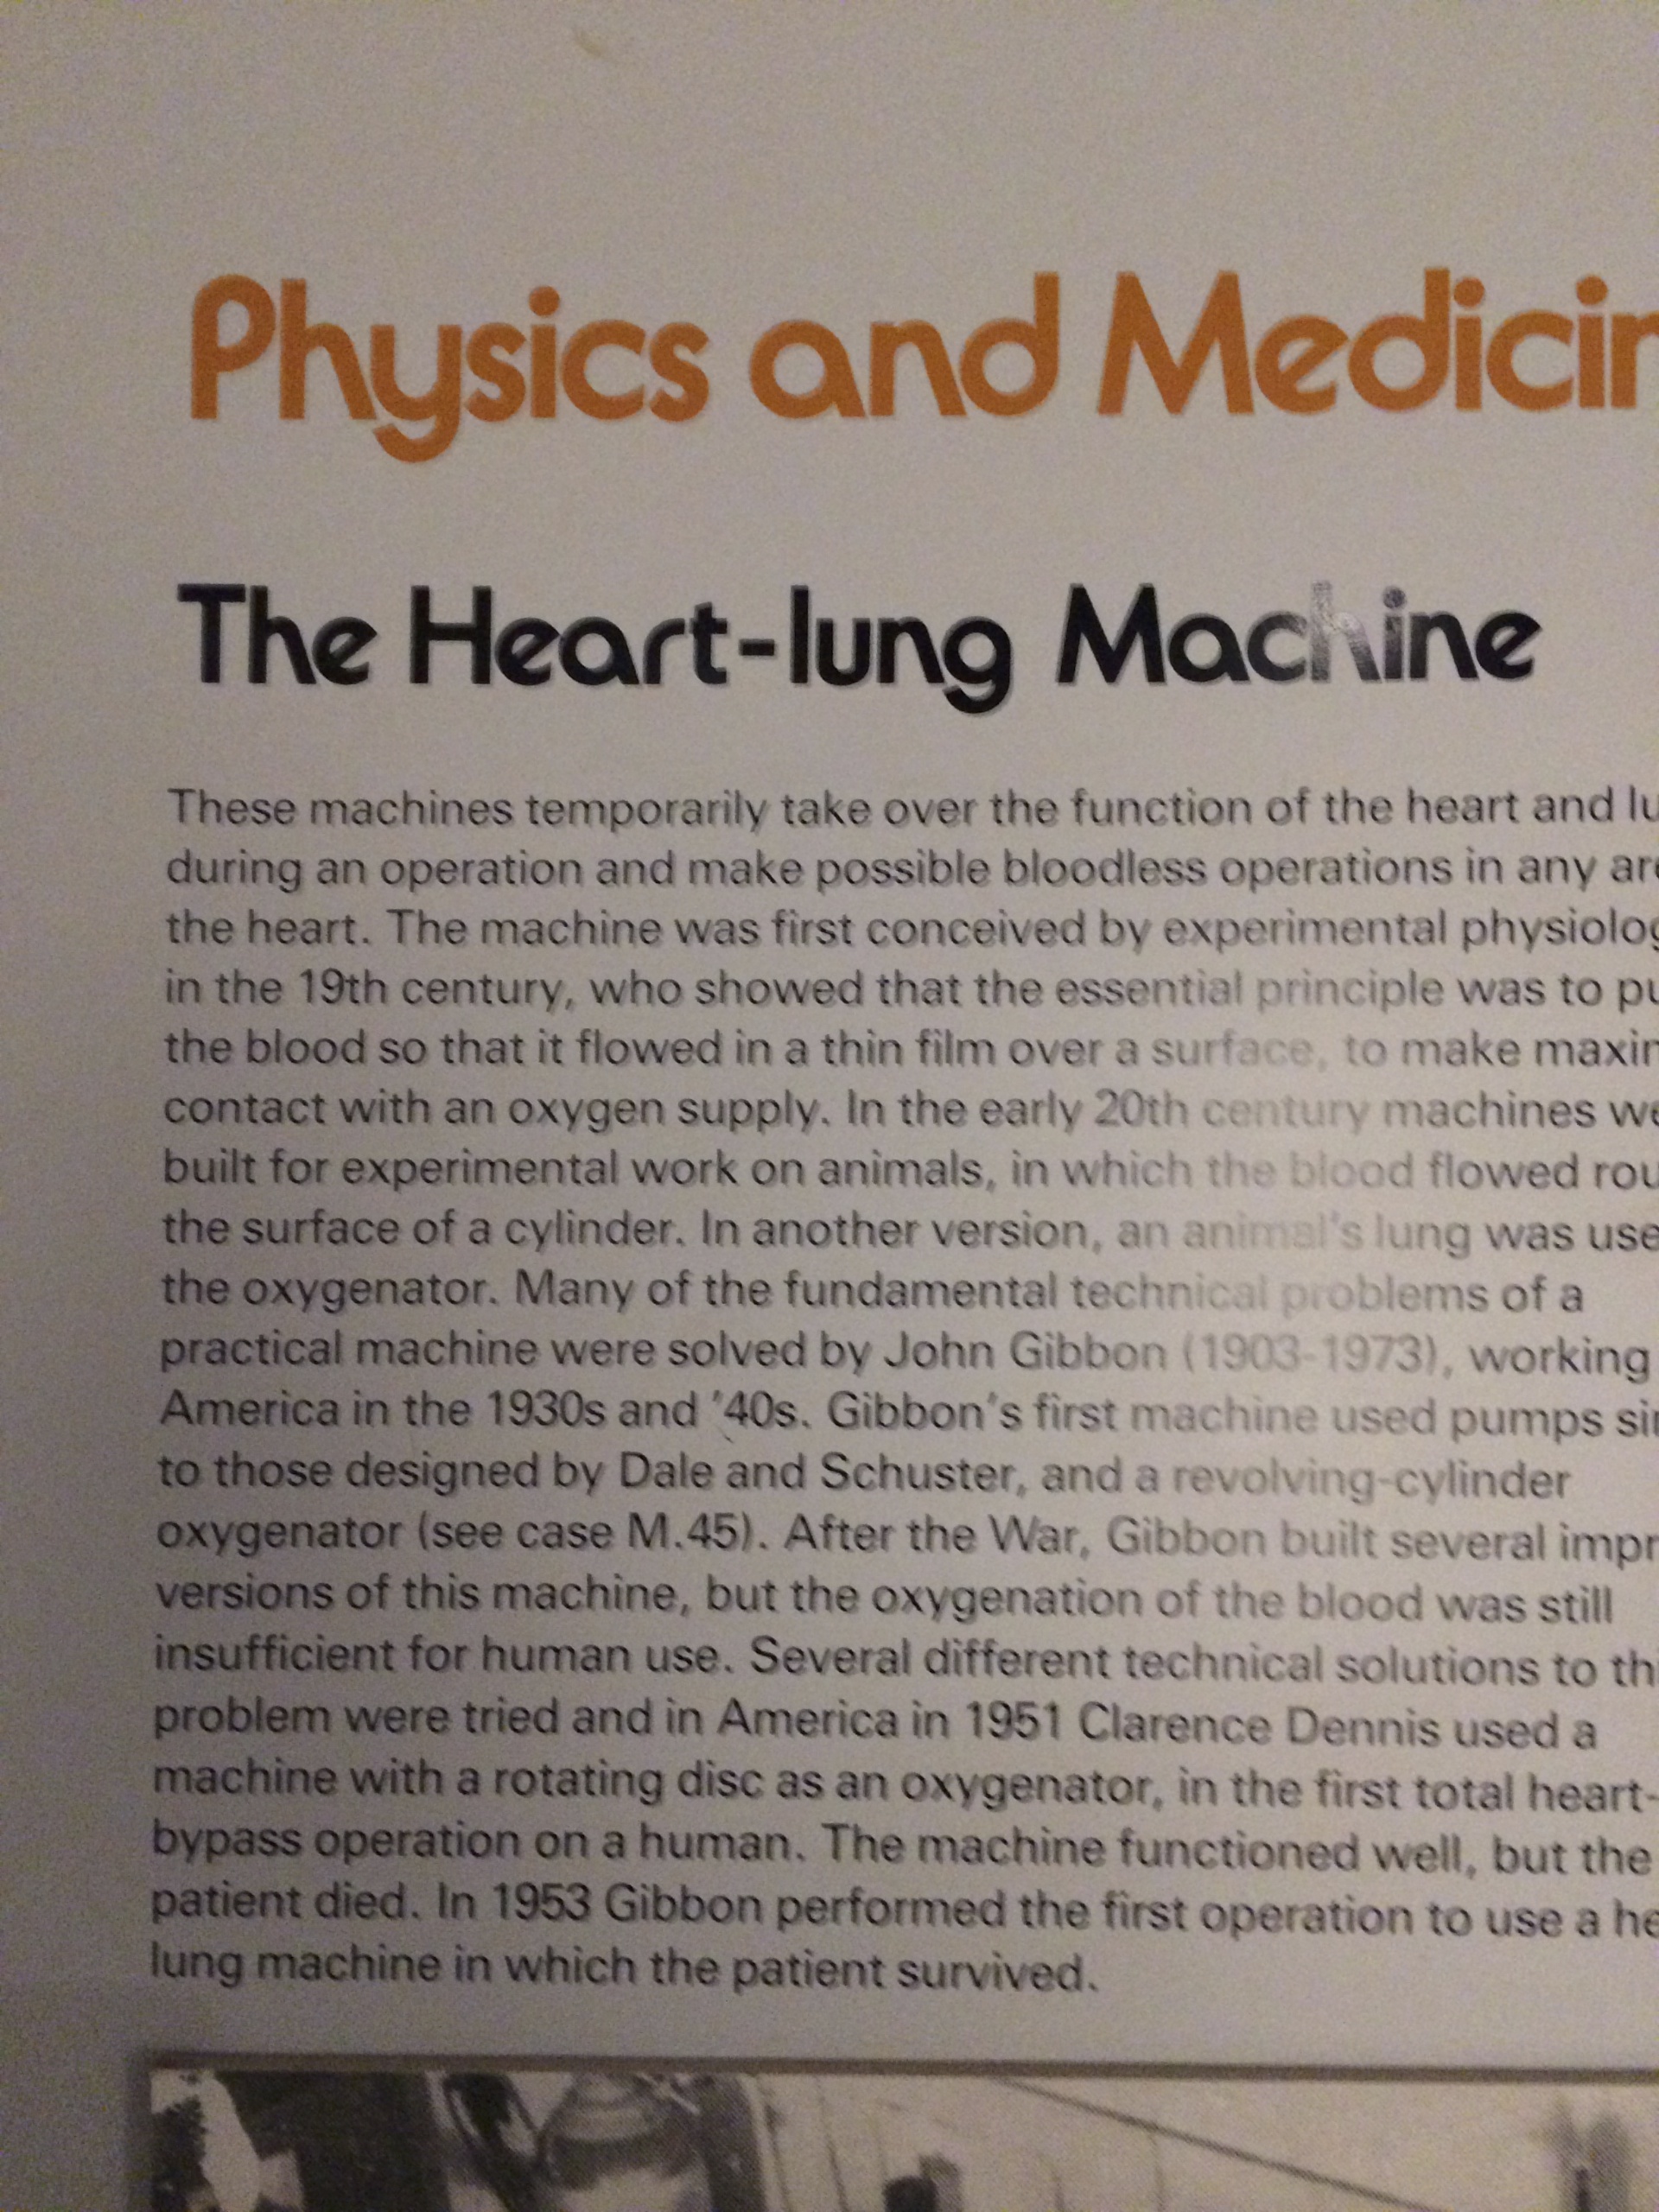 Physics and Medicin
The Heart-lung Machine
These machines temporarily take over the function of the heart and lu
during an operation and make possible bloodless operations in any are
the heart. The machine was first conceived by experimental physiolog
in the 19th century, who showed that the essential principle was to pu
the blood so that it flowed in a thin film over a surface, to make maxim
contact with an oxygen supply. In the early 20th century machines we
built for experimental work on animals, in which the blood flowed rou
the surface of a cylinder. In another version, an animal's lung was use
the oxygenator. Many of the fundamental technical problems of a
practical machine were solved by John Gibbon (1903-1973), working
America in the 1930s and '40s. Gibbon's first machine used pumps sim
to those designed by Dale and Schuster, and a revolving-cylinder
oxygenator (see case M.45). After the War, Gibbon built several impr
versions of this machine, but the oxygenation of the blood was still
insufficient for human use. Several different technical solutions to thi
problem were tried and in America in 1951 Clarence Dennis used a
machine with a rotating disc as an oxygenator, in the first total heart-
bypass operation on a human. The machine functioned well, but the
patient died. In 1953 Gibbon performed the first operation to use a he
lung machine in which the patient survived.